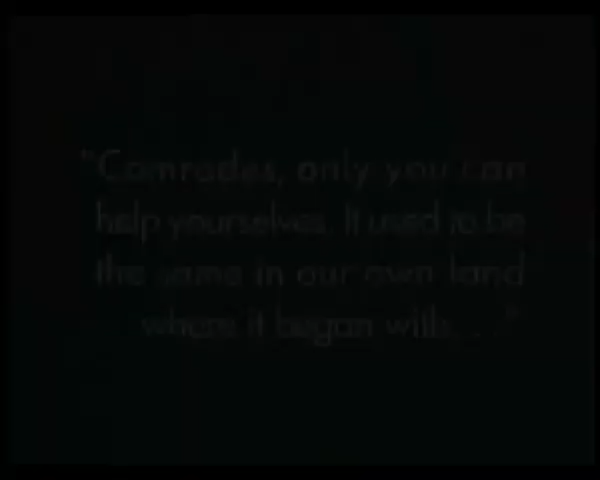 "Comrades, only you can
help yourselves. It used to be
the same in our own land
where it began with. . ."